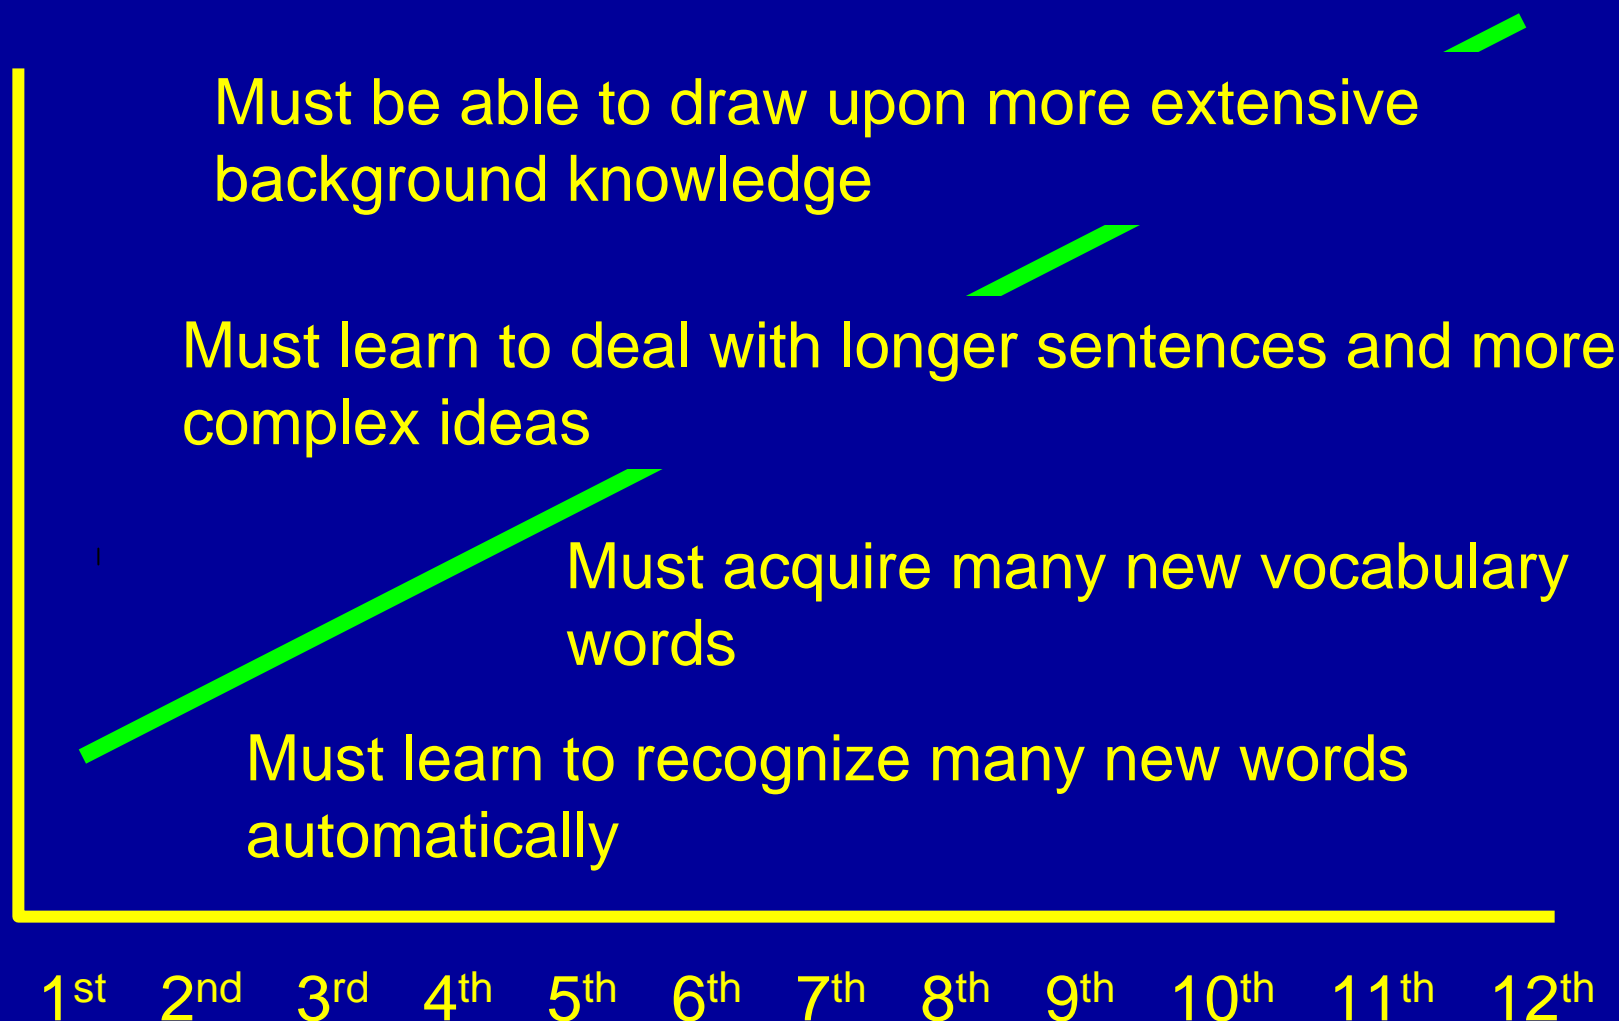 Must be able to draw upon more extensive
background knowledge
Must learn to deal with longer sentences and more
complex ideas
Must acquire many new vocabulary
words
Must learn to recognize many new words
automatically
1st 2nd 3rd 4th 5th 6th 7th 8th 9th 10th 11th 12th